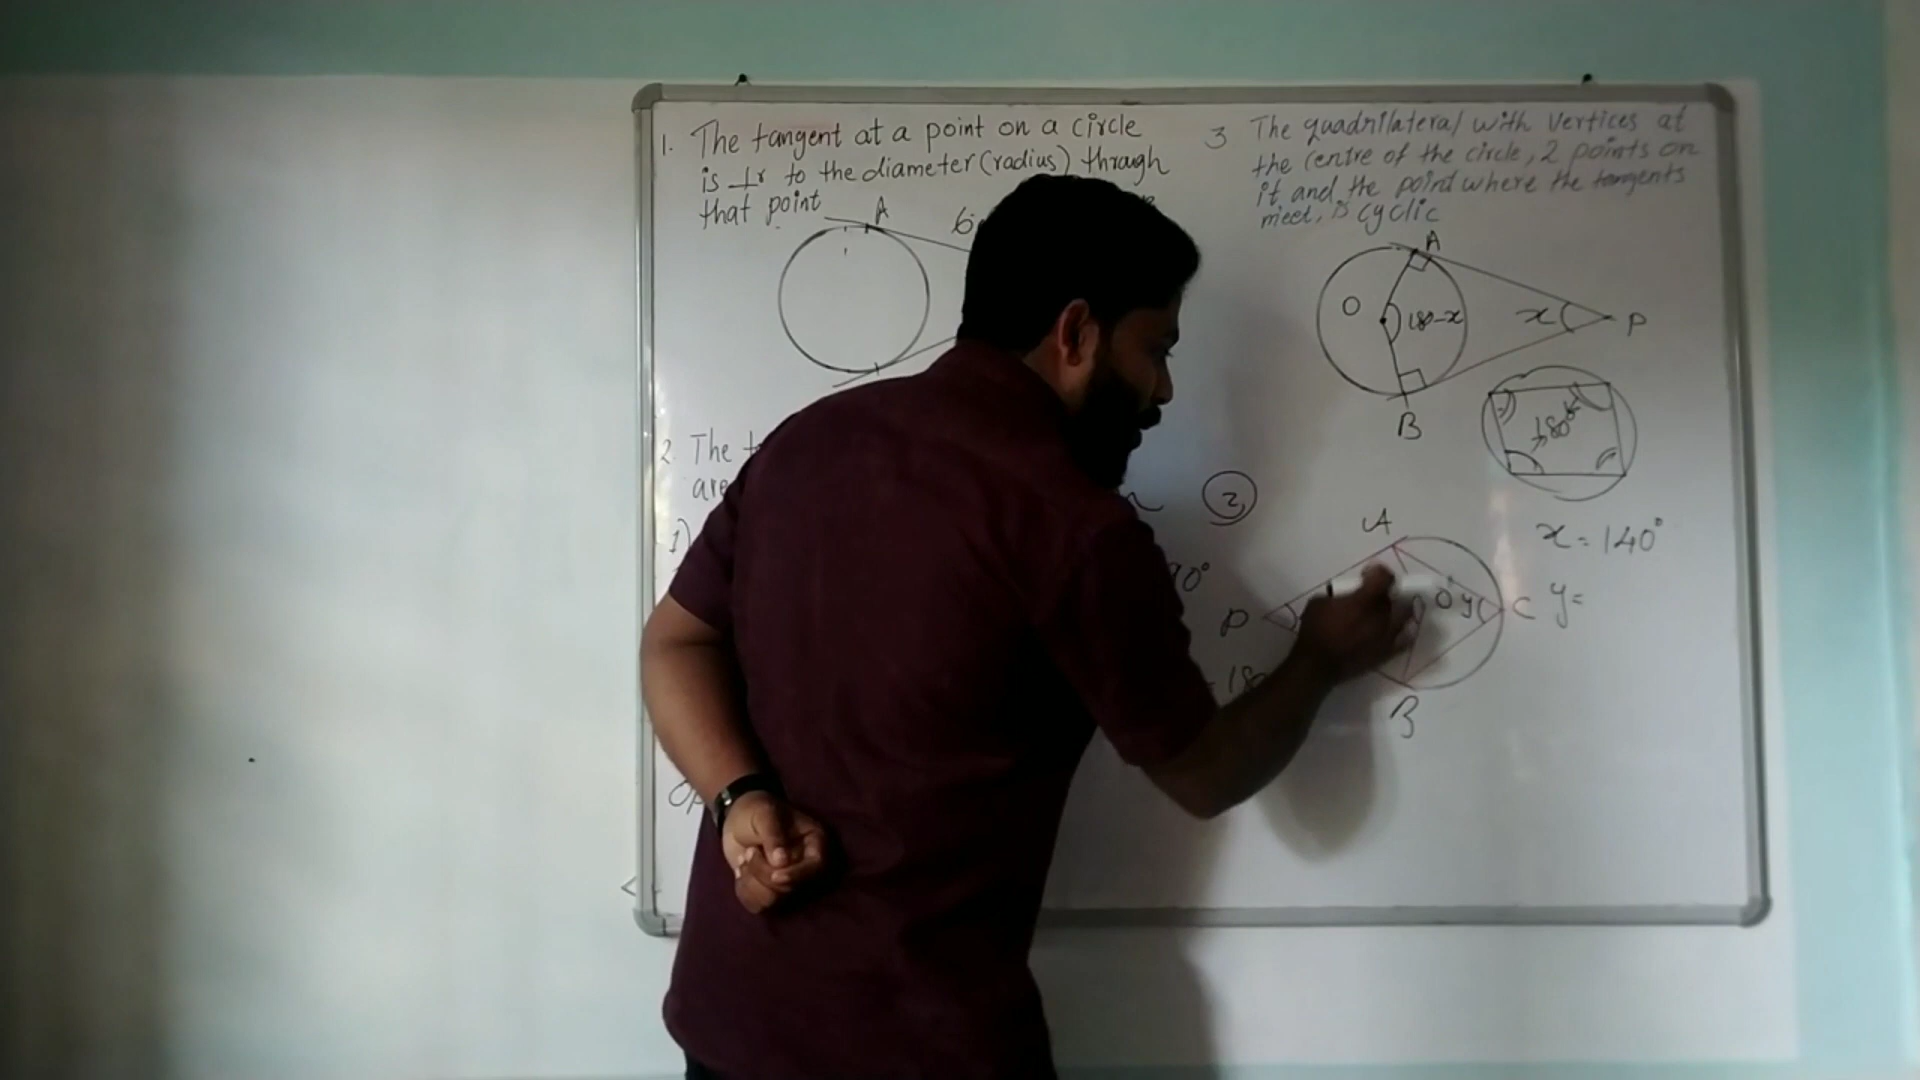 1. The tangent at a point on a circle
is ⊥r to the diameter (radius) through
that point
A
2. The
are
1)
90°
3 The quadrilateral with vertices at
the centre of the circle, 2 points on
it and the point where the tangents
meet, is cyclic
A
O
180-x
x
P
B
180°
2
A
x = 140°
P
O
y
C
y =
B